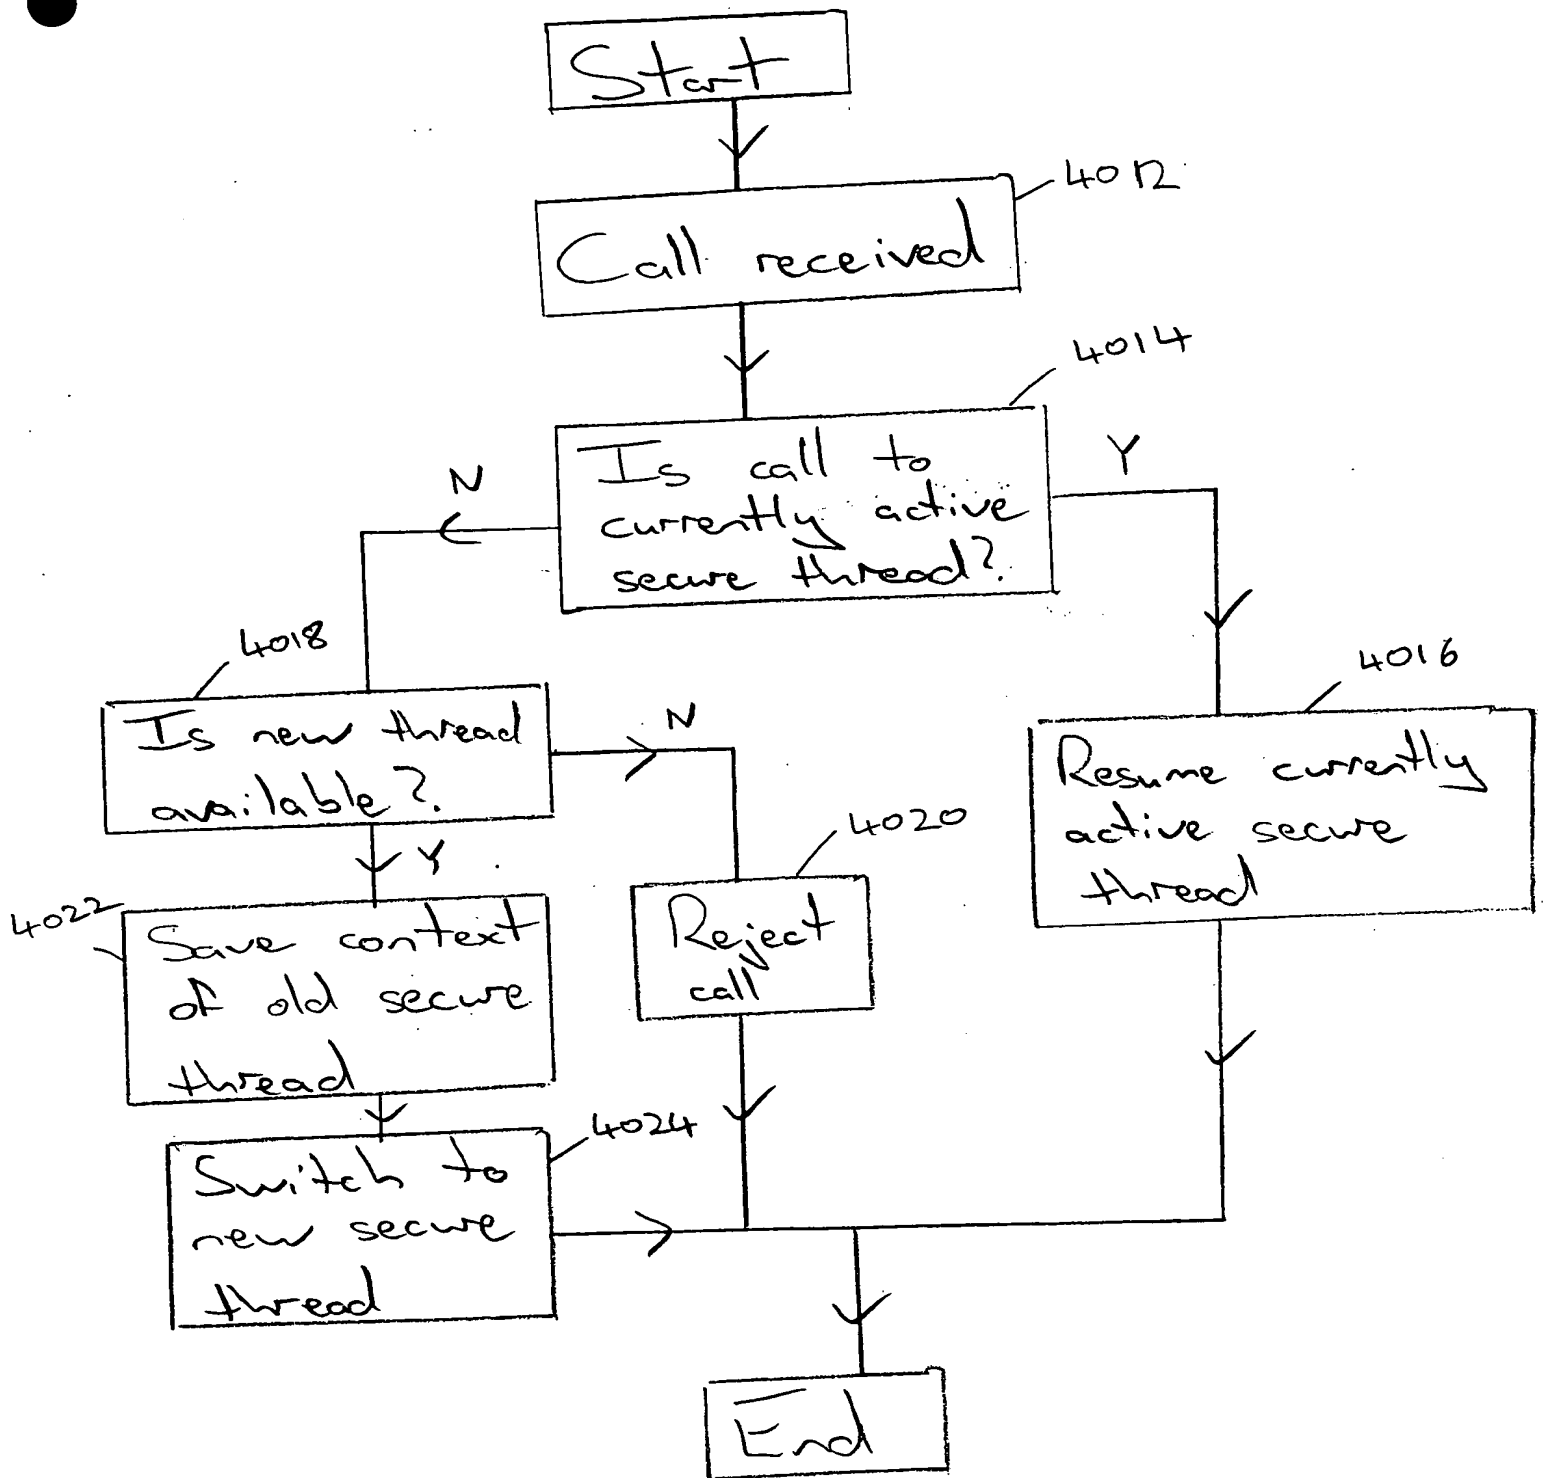 Start
4012
Call received
4014
Is call to
currently active
secure thread?
N
Y
4018
Is new thread
available?
N
Y
4016
Resume currently
active secure
thread
4020
Reject
call
4022
Save context
of old secure
thread
4024
Switch to
new secure
thread
End